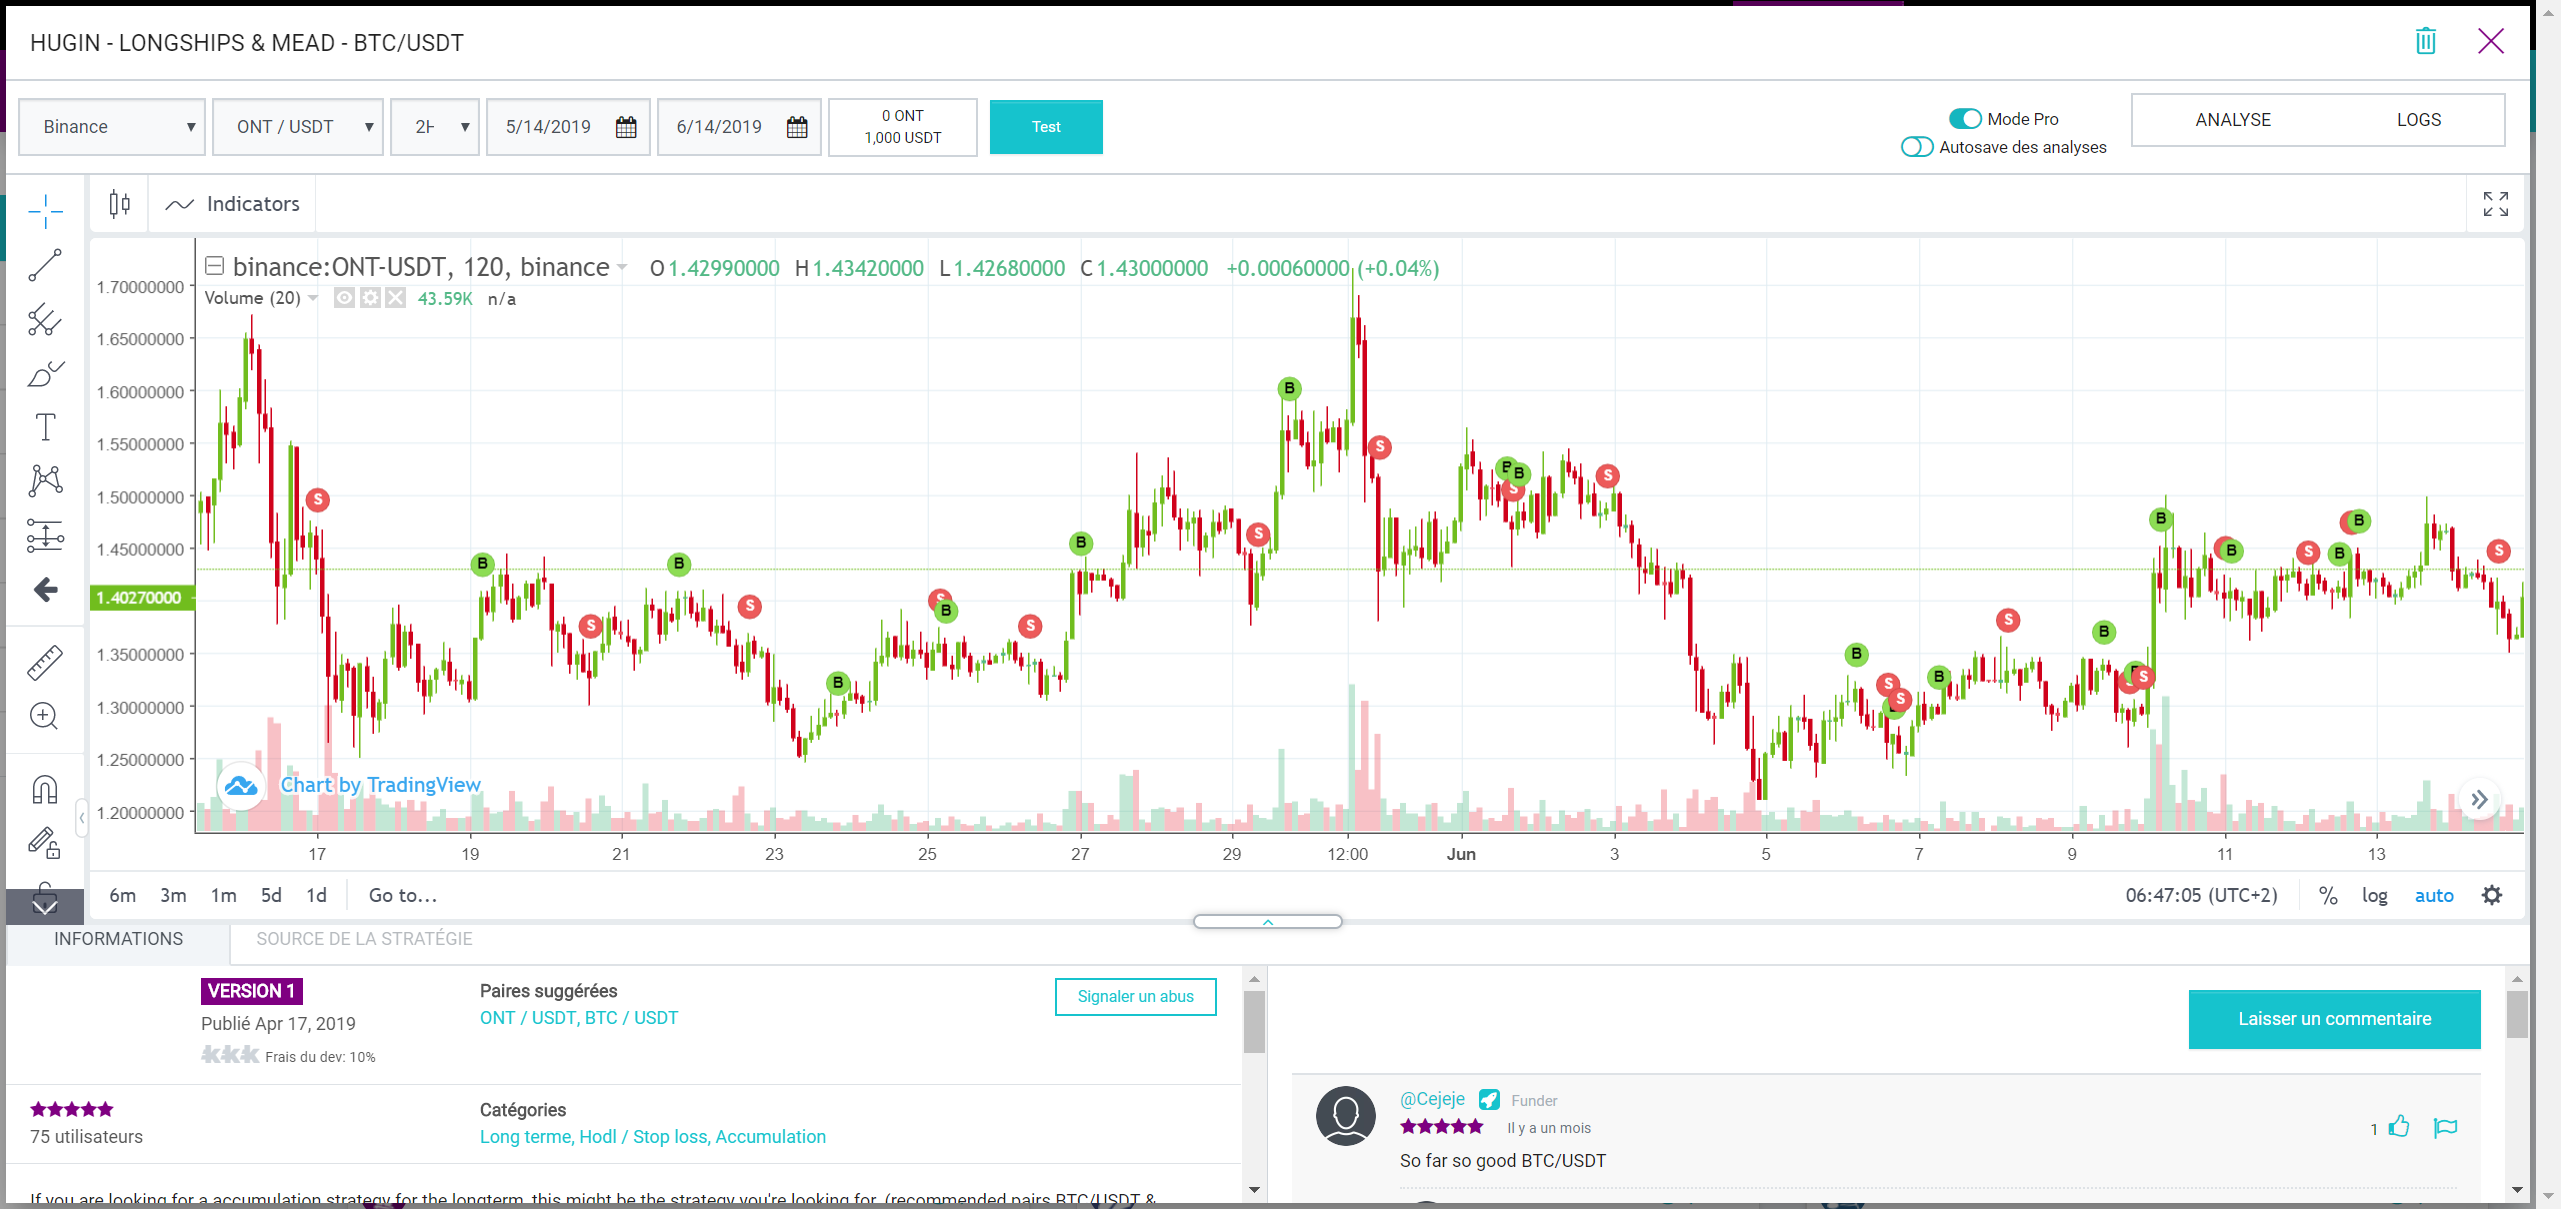 HUGIN - LONGSHIPS & MEAD - BTC/USDT
Binance
ONT / USDT
2H
5/14/2019
6/14/2019
0 ONT
1,000 USDT
Test
Mode Pro
Autosave des analyses
ANALYSE
LOGS
Indicators
binance:ONT-USDT, 120, binance O1.42990000 H1.43420000 L1.42680000 C1.43000000 +0.00060000 (+0.04%)
Volume (20) 43.59K n/a
1.70000000
1.65000000
1.60000000
1.55000000
1.50000000
1.45000000
1.40270000
1.35000000
1.30000000
1.25000000
1.20000000
S
B
S
B
S
B
S
B
S
B
S
B
S
B
S
B
S
B
S
B
S
S
B
S
B
S
B
B
S
B
S
B
B
S
Chart by TradingView
17 19 21 23 25 27 29 12:00 Jun 3 5 7 9 11 13
6m 3m 1m 5d 1d Go to...
06:47:05 (UTC+2) % log auto
INFORMATIONS
SOURCE DE LA STRATÉGIE
VERSION 1
Publié Apr 17, 2019
Frais du dev: 10%
Paires suggérées
ONT / USDT, BTC / USDT
Signaler un abus
75 utilisateurs
Catégories
Long terme, Hodl / Stop loss, Accumulation
If you are looking for a accumulation strategy for the longterm, this might be the strategy you're looking for. (recommended pairs BTC/USDT &
Laisser un commentaire
@Cejeje Funder
Il y a un mois
1
So far so good BTC/USDT